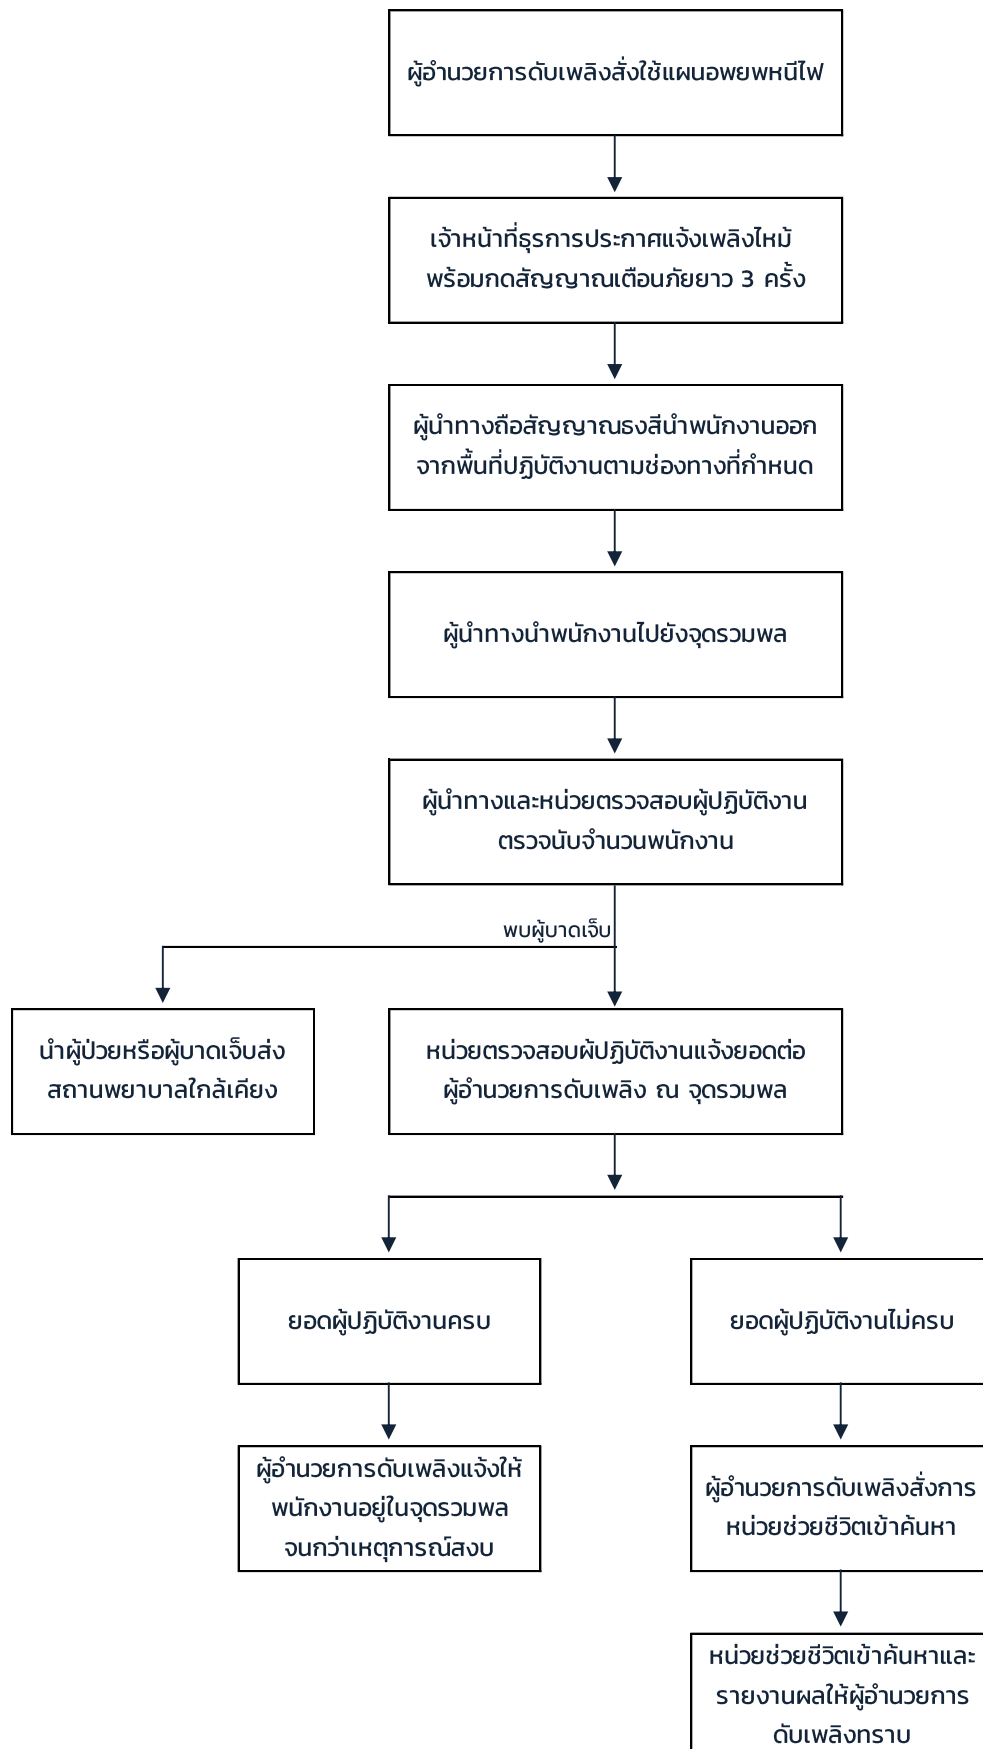 ผู้อำนวยการดับเพลิงสั่งใช้แผนอพยพหนีไฟ
เจ้าหน้าที่ธุรการประกาศแจ้งเพลิงไหม้
พร้อมกดสัญญาณเตือนภัยยาว 3 ครั้ง
ผู้นำทางถือสัญญาณธงสีนำพนักงานออก
จากพื้นที่ปฏิบัติงานตามช่องทางที่กำหนด
ผู้นำทางนำพนักงานไปยังจุดรวมพล
ผู้นำทางและหน่วยตรวจสอบผู้ปฏิบัติงาน
ตรวจนับจำนวนพนักงาน
พบผู้บาดเจ็บ
นำผู้ป่วยหรือผู้บาดเจ็บส่ง
สถานพยาบาลใกล้เคียง
หน่วยตรวจสอบผัปฏิบัติงานแจ้งยอดต่อ
ผู้อำนวยการดับเพลิง ณ จุดรวมพล
ยอดผู้ปฏิบัติงานครบ
ยอดผู้ปฏิบัติงานไม่ครบ
ผู้อำนวยการดับเพลิงแจ้งให้
พนักงานอยู่ในจุดรวมพล
จนกว่าเหตุการณ์สงบ
ผู้อำนวยการดับเพลิงสั่งการ
หน่วยช่วยชีวิตเข้าค้นหา
หน่วยช่วยชีวิตเข้าค้นหาและ
รายงานผลให้ผู้อำนวยการ
ดับเพลิงทราบ